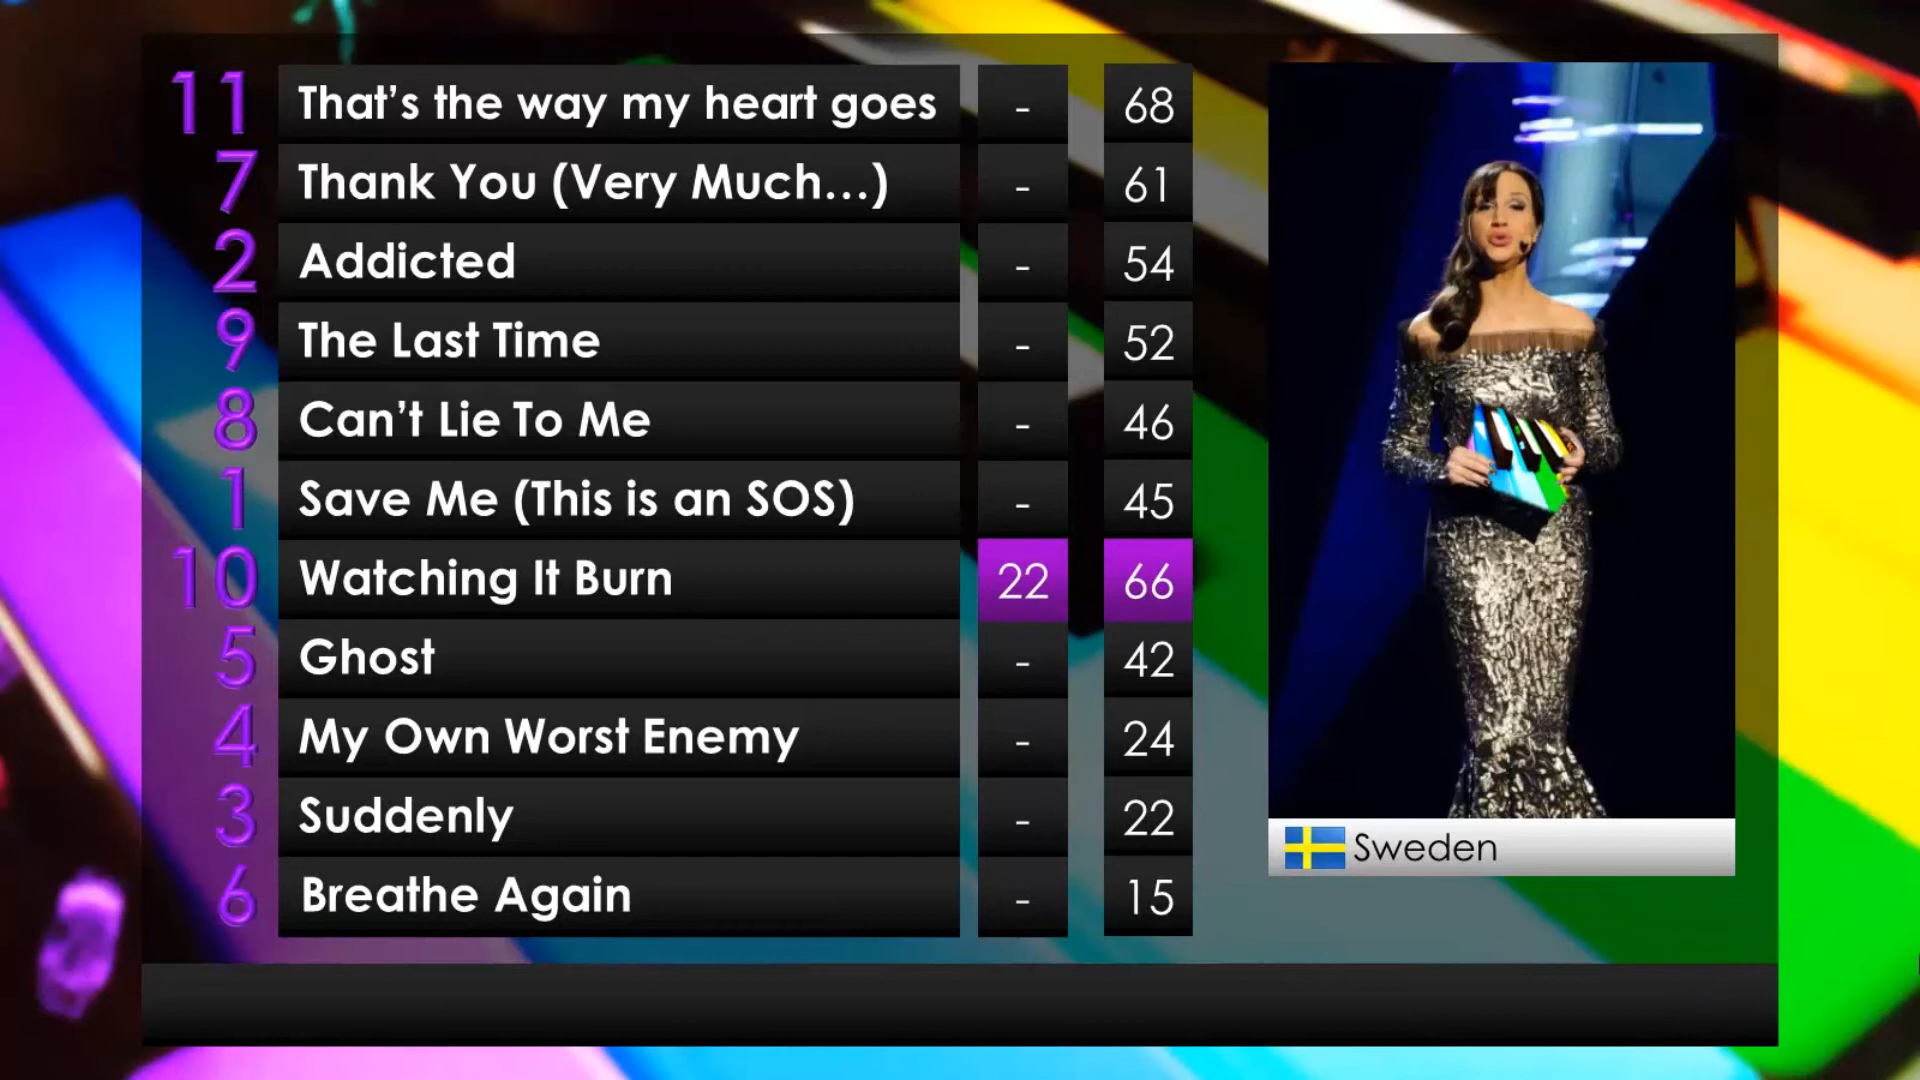 11 That’s the way my heart goes - 68
7 Thank You (Very Much...) - 61
2 Addicted - 54
9 The Last Time - 52
8 Can’t Lie To Me - 46
1 Save Me (This is an SOS) - 45
10 Watching It Burn 22 66
5 Ghost - 42
4 My Own Worst Enemy - 24
3 Suddenly - 22
6 Breathe Again - 15
Sweden